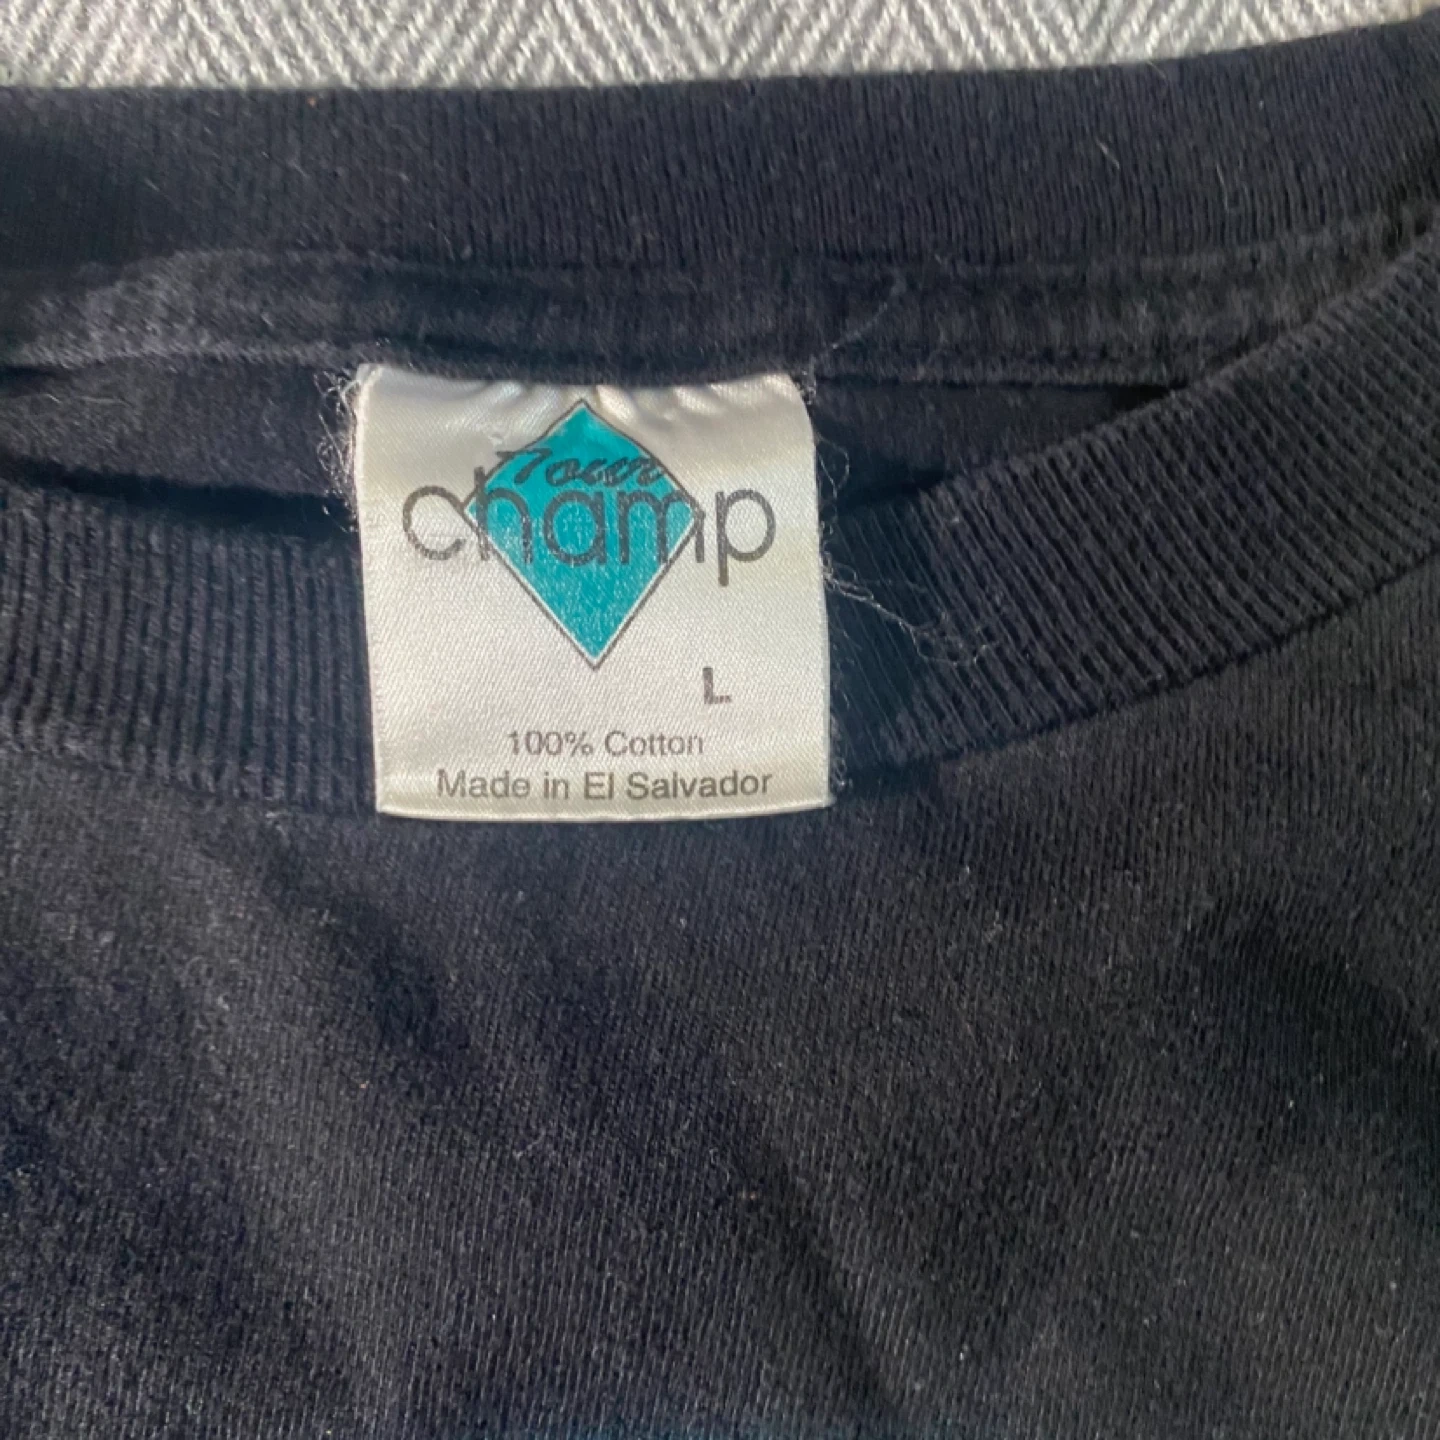 Tour
champ
L
100% Cotton
Made in El Salvador